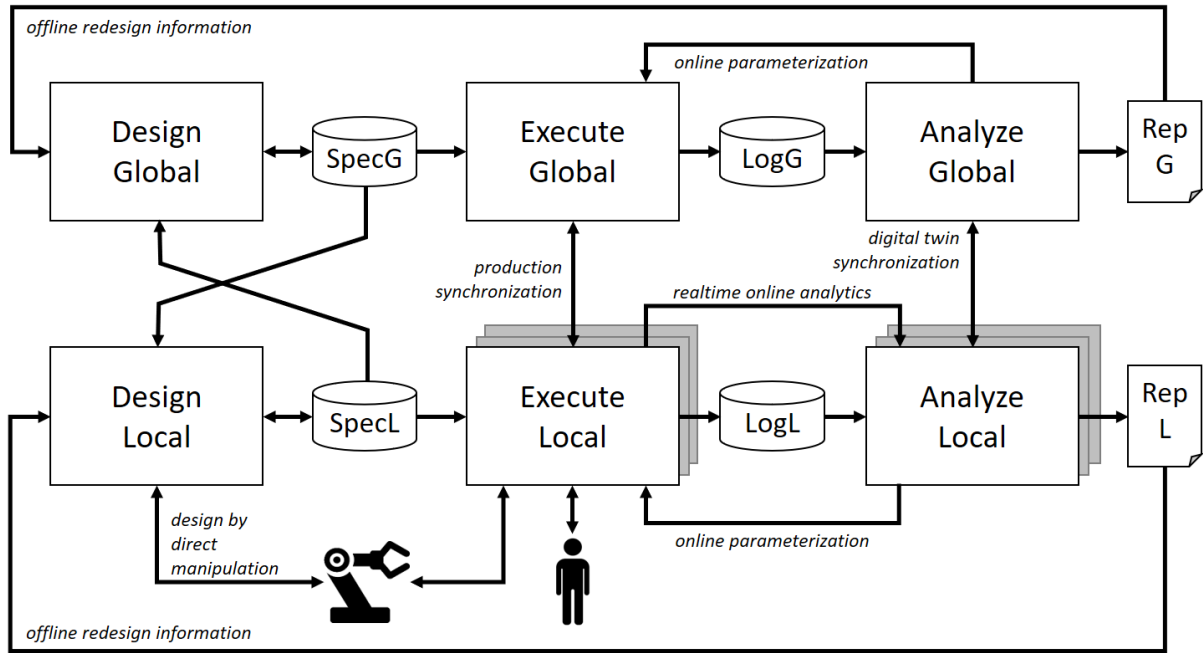 offline redesign information
online parameterization
Design
Global
SpecG
Execute
Global
LogG
Analyze
Global
Rep
G
production
synchronization
digital twin
synchronization
realtime online analytics
Design
Local
SpecL
Execute
Local
LogL
Analyze
Local
Rep
L
design by
direct
manipulation
online parameterization
offline redesign information